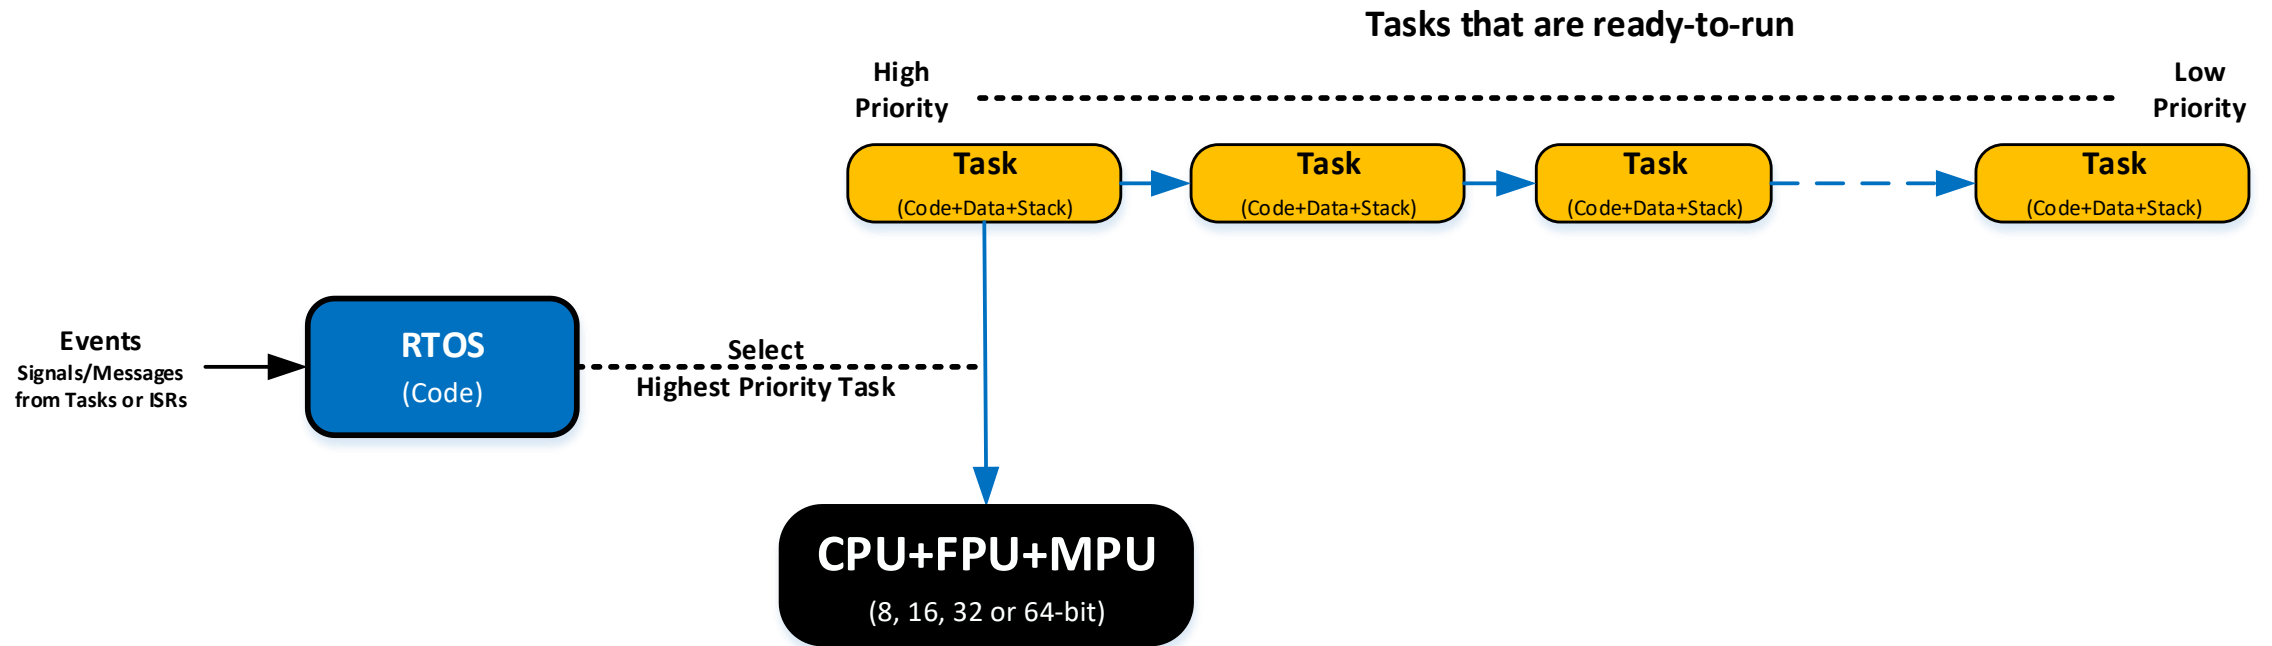 Tasks that are ready-to-run
High
Priority
Low
Priority
Task
(Code+Data+Stack)
Task
(Code+Data+Stack)
Task
(Code+Data+Stack)
Task
(Code+Data+Stack)
Events
Signals/Messages
from Tasks or ISRs
RTOS
(Code)
Select
Highest Priority Task
CPU+FPU+MPU
(8, 16, 32 or 64-bit)